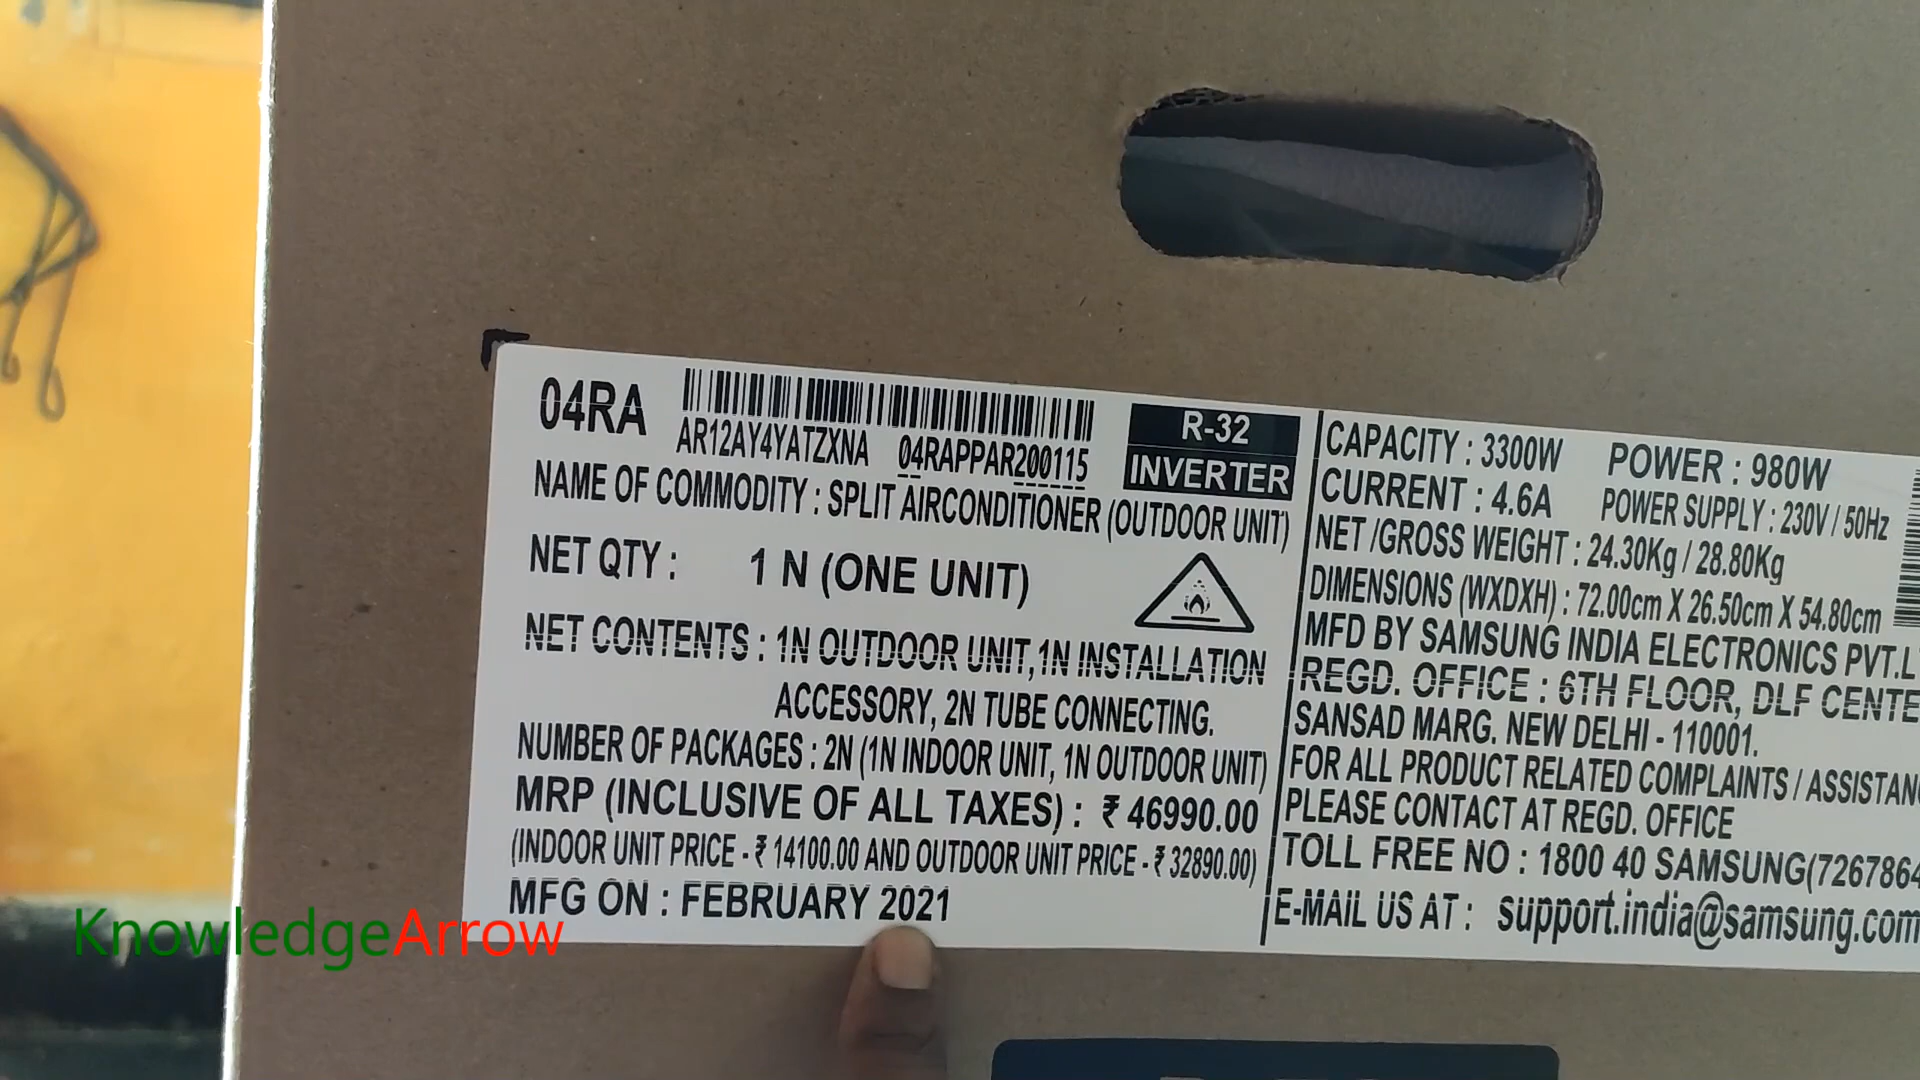 04RA
AR12AY4YATZXNA 04RAPPAR200115
R-32
INVERTER
NAME OF COMMODITY : SPLIT AIRCONDITIONER (OUTDOOR UNIT)
NET QTY : 1 N (ONE UNIT)
NET CONTENTS : 1N OUTDOOR UNIT,1N INSTALLATION
ACCESSORY, 2N TUBE CONNECTING.
NUMBER OF PACKAGES : 2N (1N INDOOR UNIT, 1N OUTDOOR UNIT)
MRP (INCLUSIVE OF ALL TAXES) : ₹ 46990.00
(INDOOR UNIT PRICE - ₹ 14100.00 AND OUTDOOR UNIT PRICE - ₹ 32890.00)
MFG ON : FEBRUARY 2021
CAPACITY : 3300W POWER : 980W
CURRENT : 4.6A POWER SUPPLY : 230V / 50Hz
NET /GROSS WEIGHT : 24.30Kg / 28.80Kg
DIMENSIONS (WXDXH) : 72.00cm X 26.50cm X 54.80cm
MFD BY SAMSUNG INDIA ELECTRONICS PVT.L
REGD. OFFICE : 6TH FLOOR, DLF CENTE
SANSAD MARG. NEW DELHI - 110001.
FOR ALL PRODUCT RELATED COMPLAINTS / ASSISTAN
PLEASE CONTACT AT REGD. OFFICE
TOLL FREE NO : 1800 40 SAMSUNG(7267864
E-MAIL US AT : support.india@samsung.com
KnowledgeArrow